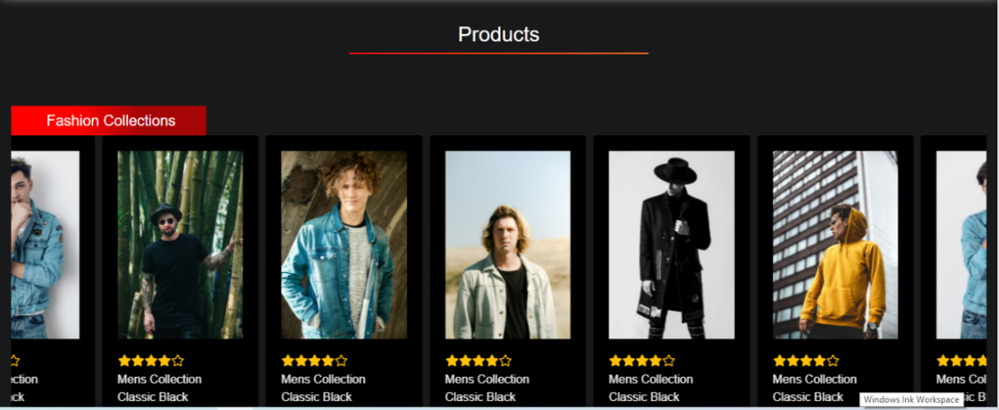 Products
Fashion Collections
ction
ck
Mens Collection
Classic Black
Mens Collection
Classic Black
Mens Collection
Classic Black
Mens Collection
Classic Black
Mens Collection
Classic Black
Mens Col
ic B
Windows Ink Workspace